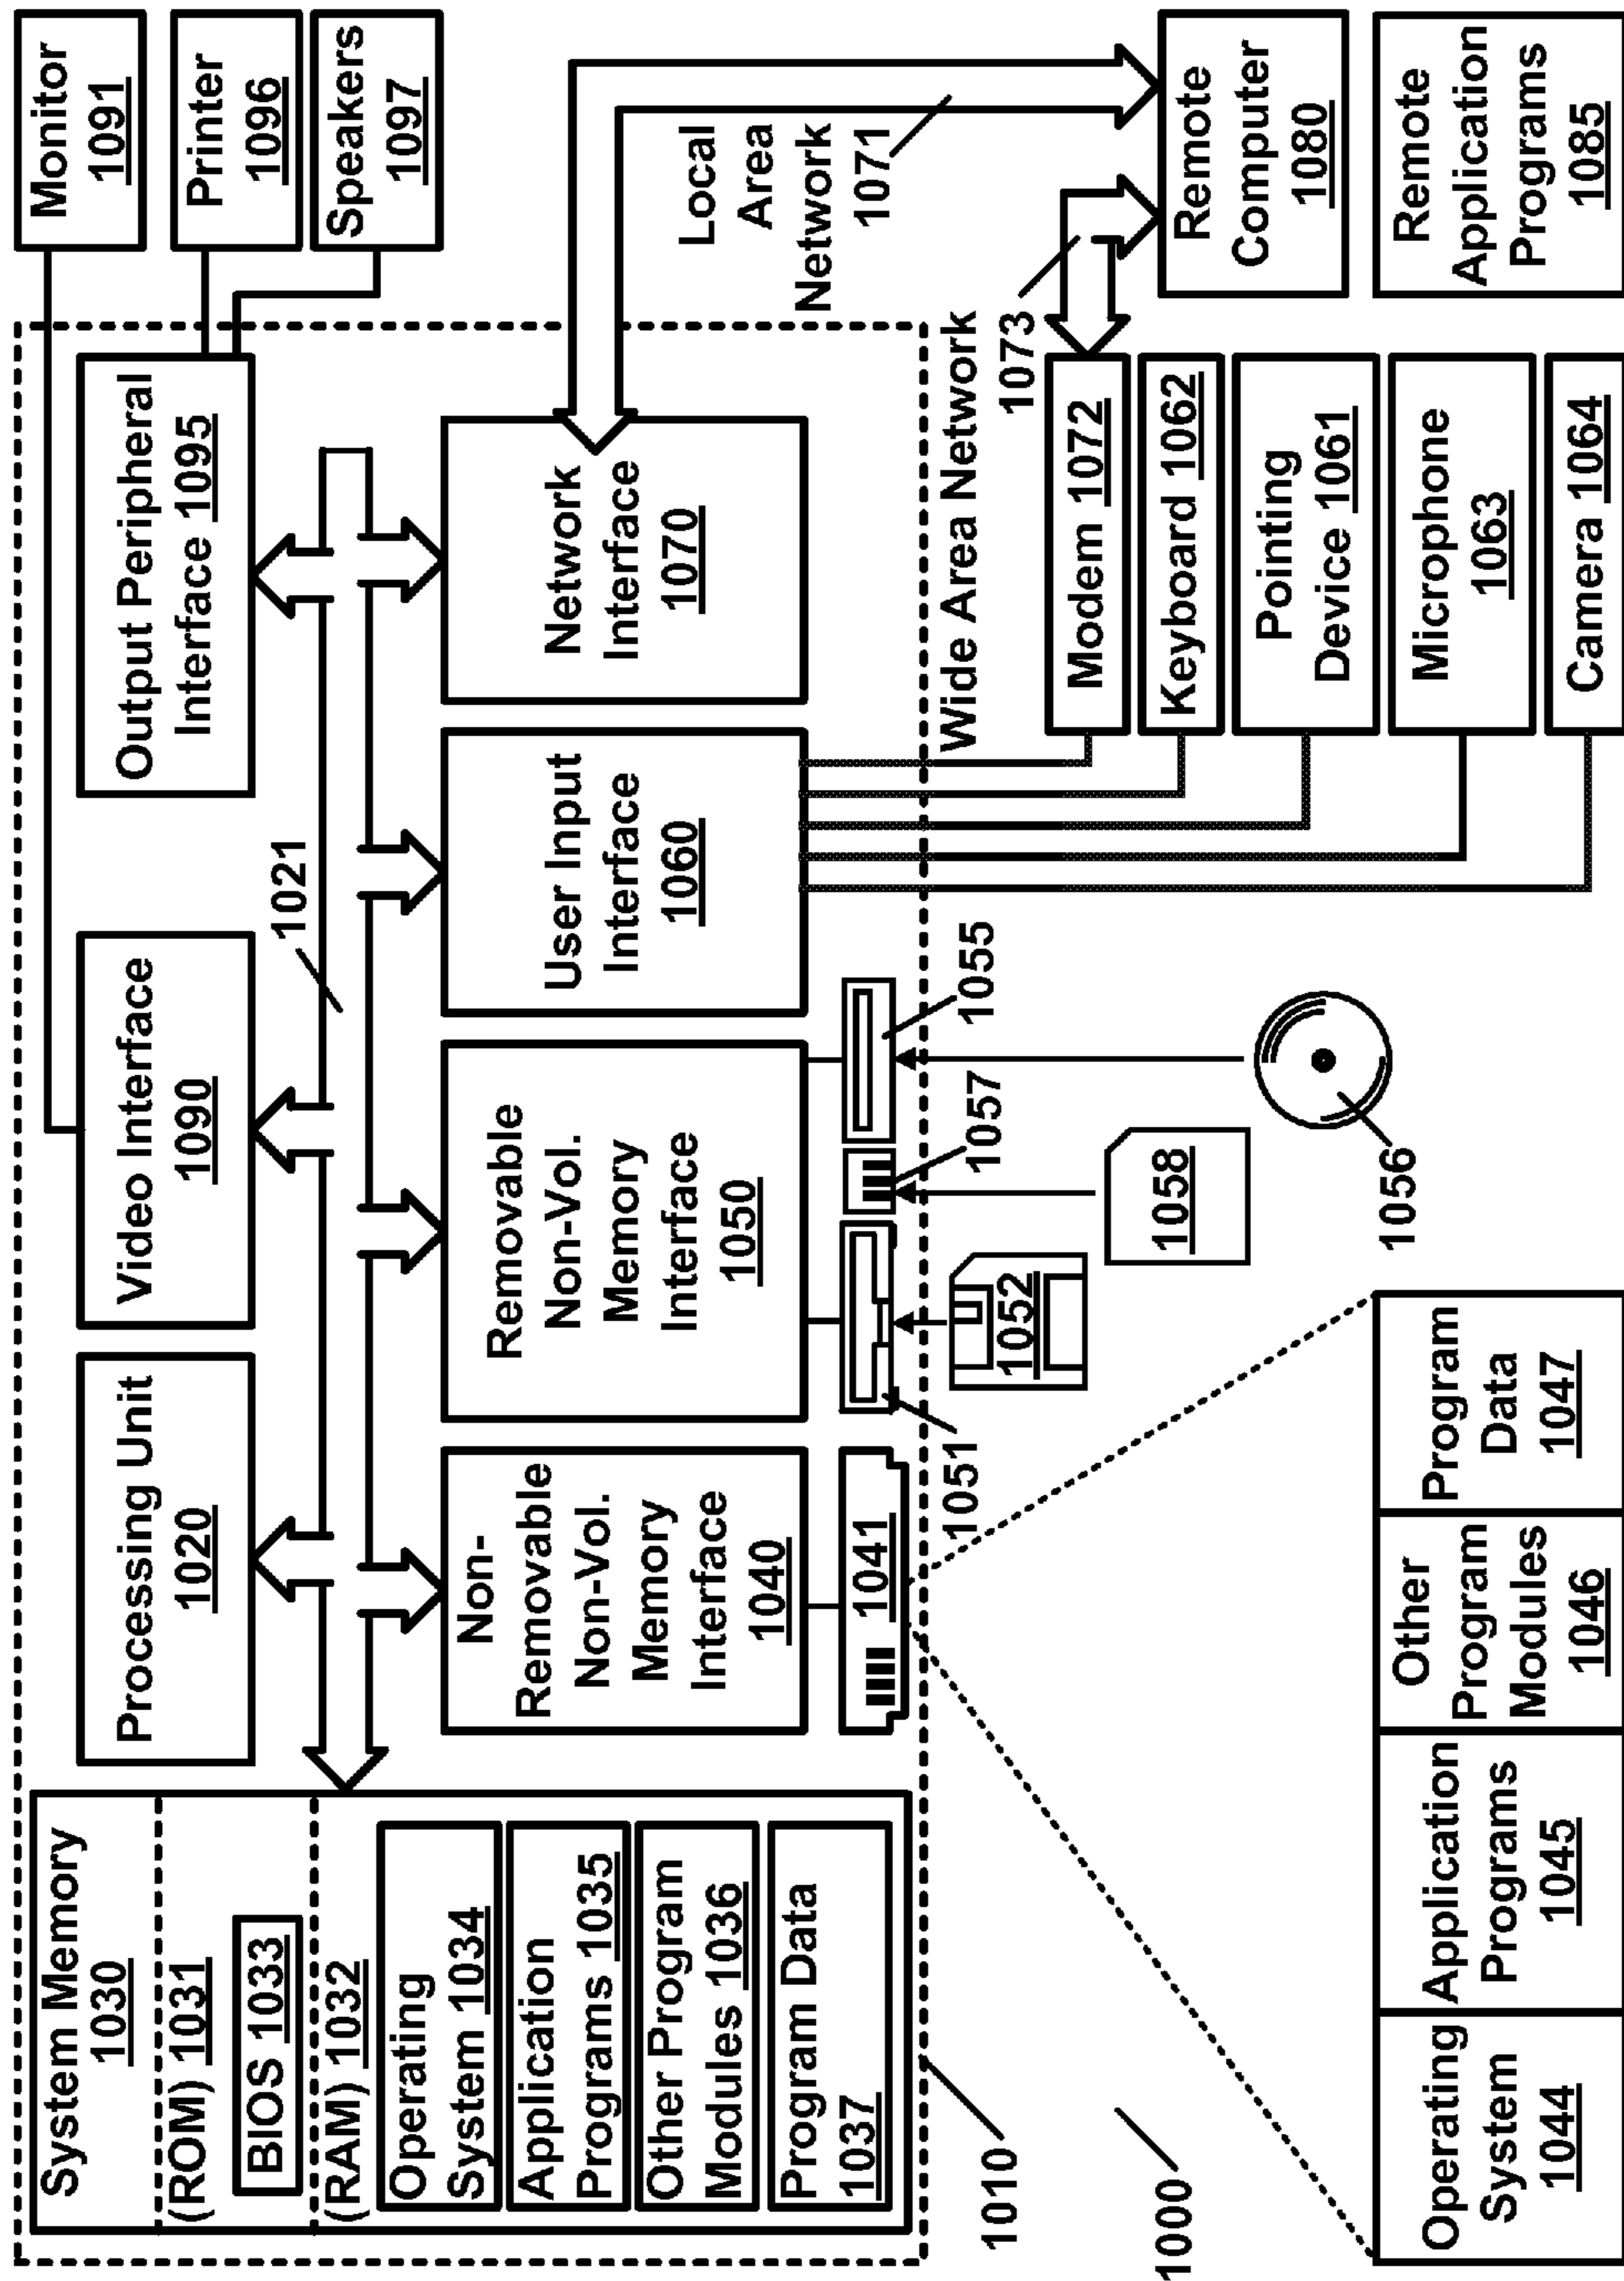 System Memory
1030
(ROM) 1031
BIOS 1033
(RAM) 1032
Operating
System 1034
Application
Programs 1035
Other Program
Modules 1036
Program Data
1037
Processing Unit
1020
Video Interface
1090
Output Peripheral
Interface 1095
Monitor
1091
Printer
1096
Speakers
1097
1021
Non-
Removable
Non-Vol.
Memory
Interface
1040
Removable
Non-Vol.
Memory
Interface
1050
User Input
Interface
1060
Network
Interface
1070
Local
Area
Network
1071
1041
1051
1057
1055
1052
1058
1056
Wide Area Network
1073
Modem 1072
Keyboard 1062
Pointing
Device 1061
Microphone
1063
Camera 1064
Remote
Computer
1080
Remote
Application
Programs
1085
1010
1000
Operating
System
1044
Application
Programs
1045
Other
Program
Modules
1046
Program
Data
1047